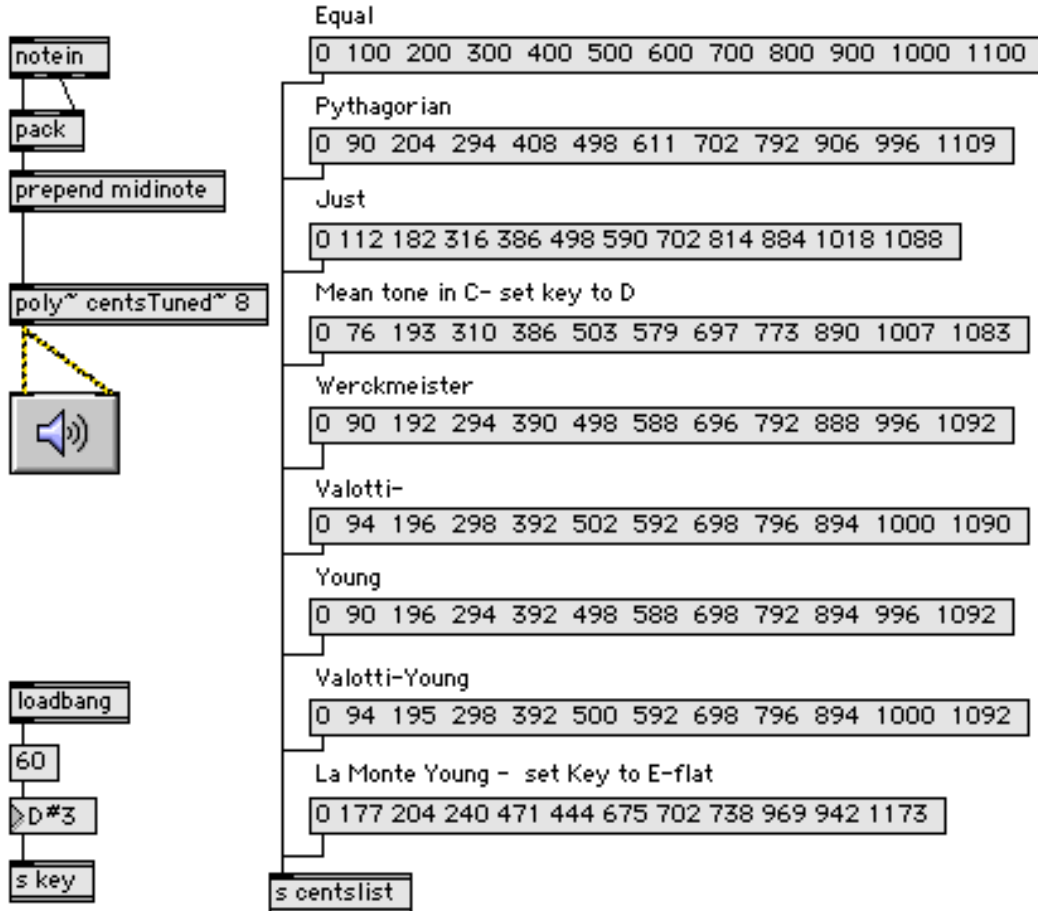 notein
pack
prepend midinote
poly~ centsTuned~ 8
loadbang
60
D#3
s key
Equal
0 100 200 300 400 500 600 700 800 900 1000 1100
Pythagorian
0 90 204 294 408 498 611 702 792 906 996 1109
Just
0 112 182 316 386 498 590 702 814 884 1018 1088
Mean tone in C- set key to D
0 76 193 310 386 503 579 697 773 890 1007 1083
Werckmeister
0 90 192 294 390 498 588 696 792 888 996 1092
Valotti-
0 94 196 298 392 502 592 698 796 894 1000 1090
Young
0 90 196 294 392 498 588 698 792 894 996 1092
Valotti-Young
0 94 195 298 392 500 592 698 796 894 1000 1092
La Monte Young - set Key to E-flat
0 177 204 240 471 444 675 702 738 969 942 1173
s centslist